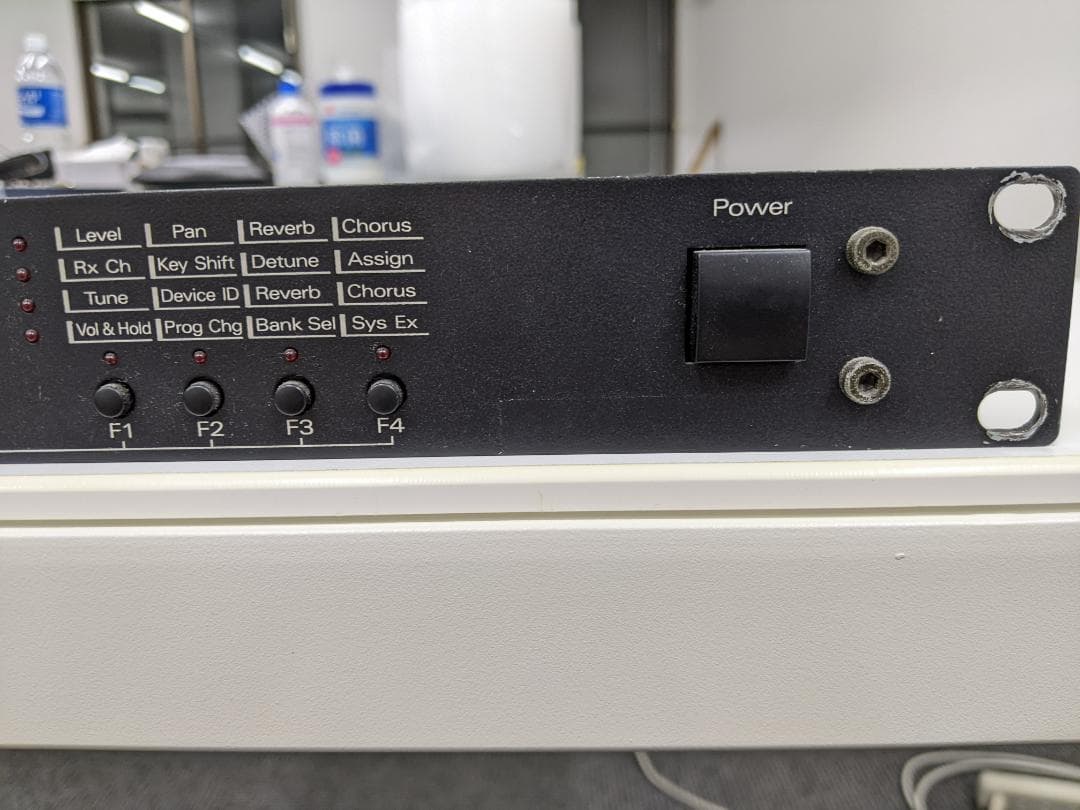 Power
Level Pan Reverb Chorus
Rx Ch Key Shift Detune Assign
Tune Device ID Reverb Chorus
Vol & Hold Prog Chg Bank Sel Sys Ex
F1 F2 F3 F4